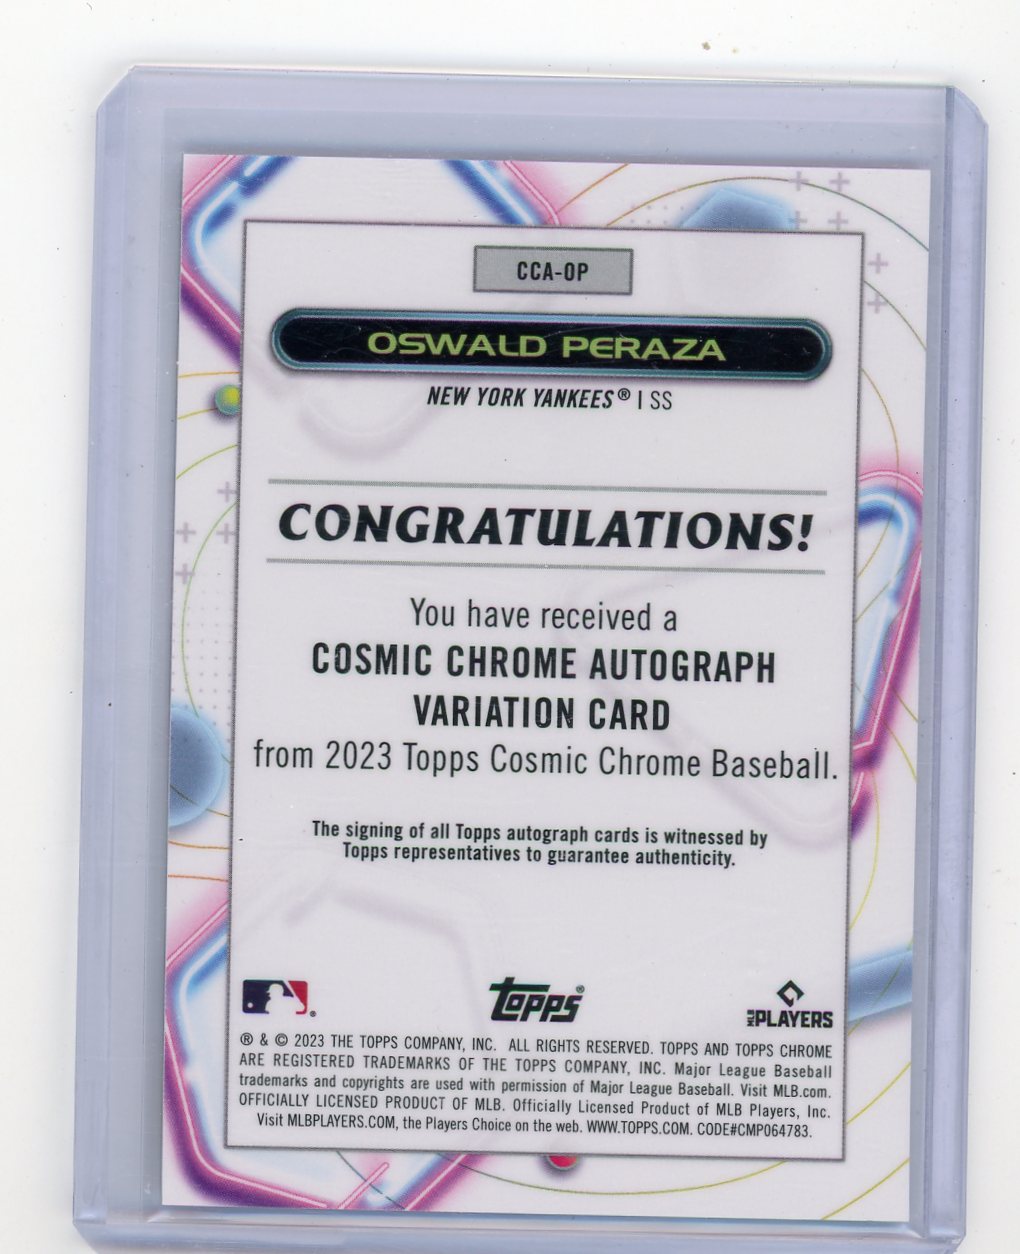 CCA-OP
OSWALD PERAZA
NEW YORK YANKEES® | SS
CONGRATULATIONS!
You have received a
COSMIC CHROME AUTOGRAPH
VARIATION CARD
from 2023 Topps Cosmic Chrome Baseball.
The signing of all Topps autograph cards is witnessed by
Topps representatives to guarantee authenticity.
® topps® MLB PLAYERS
® & © 2023 THE TOPPS COMPANY, INC. ALL RIGHTS RESERVED. TOPPS AND TOPPS CHROME
ARE REGISTERED TRADEMARKS OF THE TOPPS COMPANY, INC. Major League Baseball
trademarks and copyrights are used with permission of Major League Baseball. Visit MLB.com.
OFFICIALLY LICENSED PRODUCT OF MLB. Officially Licensed Product of MLB Players, Inc.
Visit MLBPLAYERS.COM, the Players Choice on the web. WWW.TOPPS.COM. CODE#CMP064783.